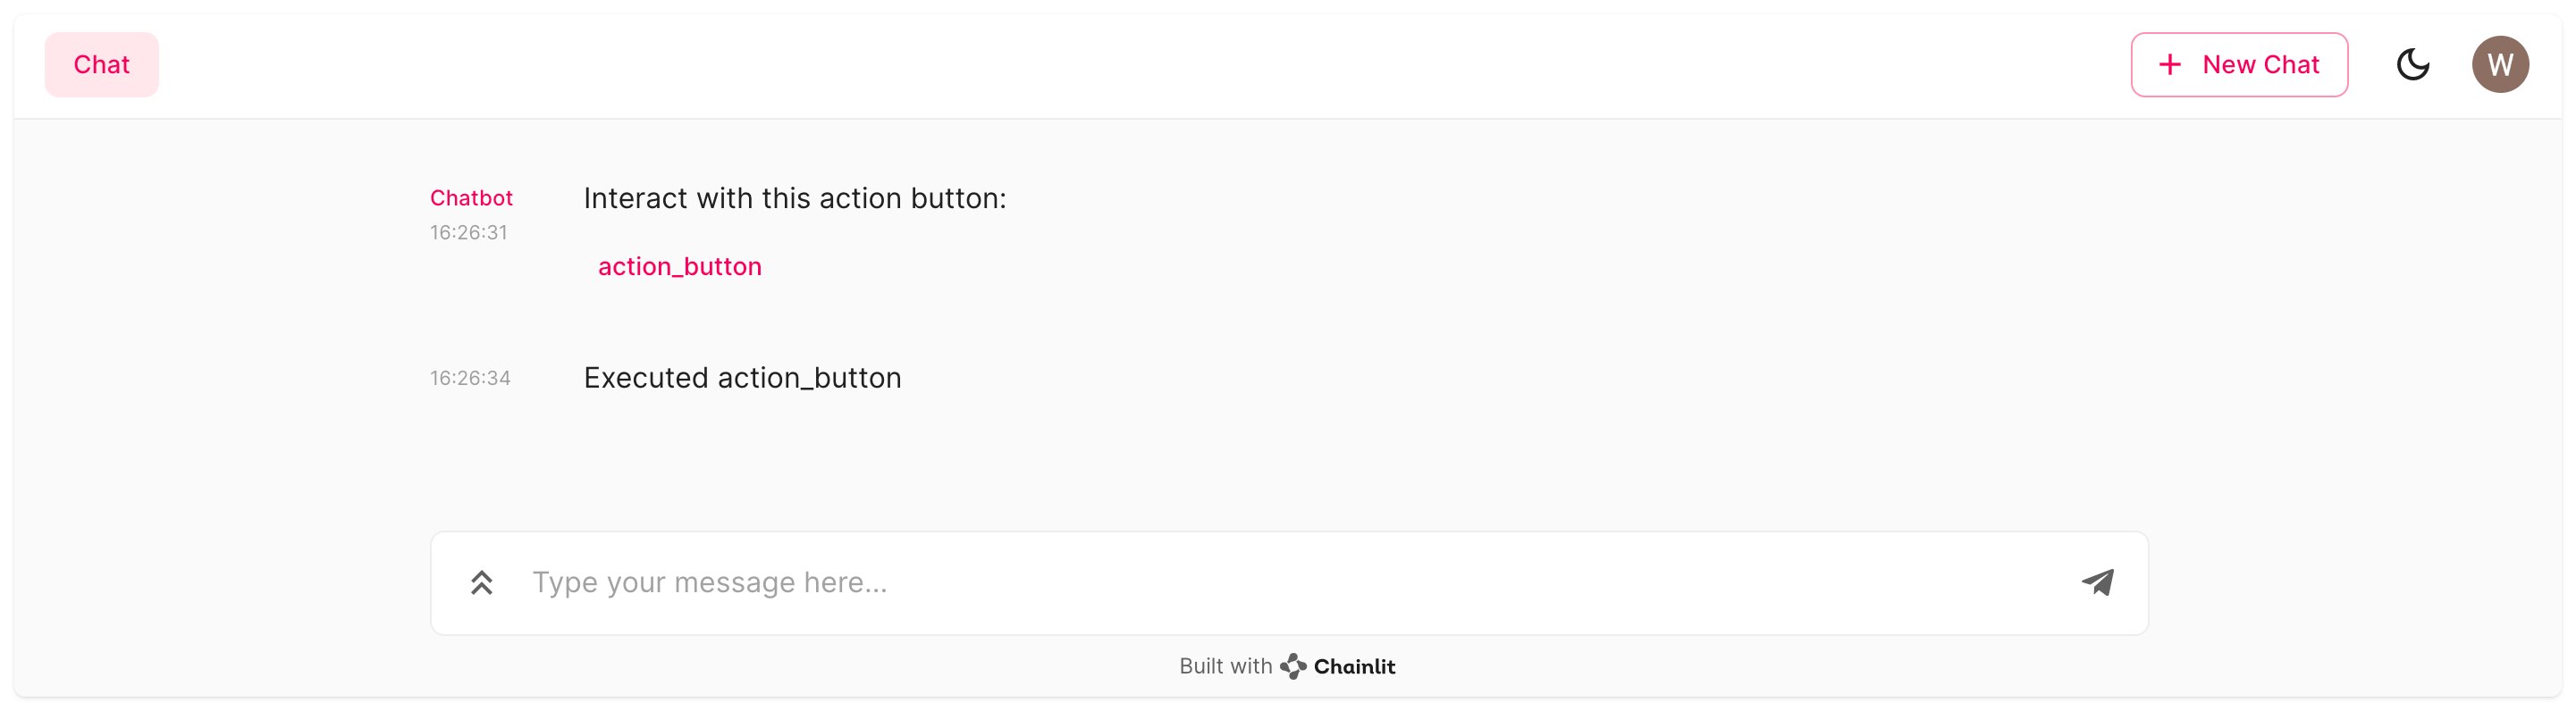 Chat
+ New Chat
W
Chatbot
Interact with this action button:
16:26:31
action_button
16:26:34
Executed action_button
Type your message here...
Built with Chainlit